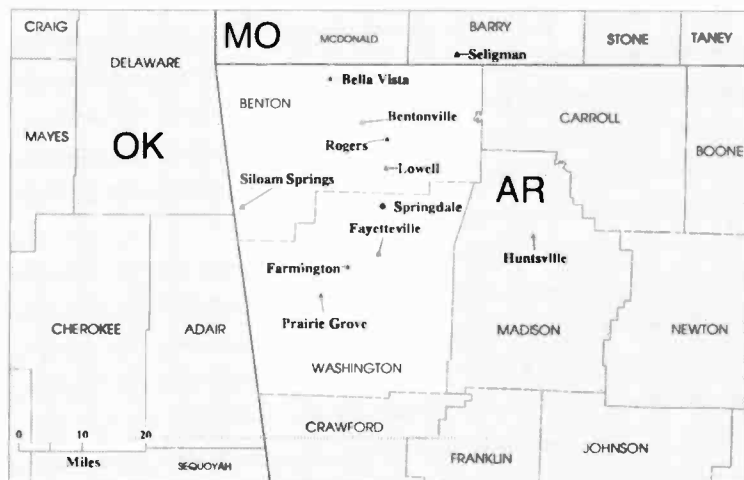 CRAIG
MO
MCDONALD
BARRY
STONE
TANEY
DELAWARE
Seligman
Bella Vista
BENTON
MAYES
Bentonville
CARROLL
OK
Rogers
BOONE
Lowell
Siloam Springs
AR
Springdale
Fayetteville
Huntsville
Farmington
CHEROKEE
ADAIR
Prairie Grove
MADISON
NEWTON
WASHINGTON
CRAWFORD
0 10 20
Miles
SEQUOYAH
FRANKLIN
JOHNSON